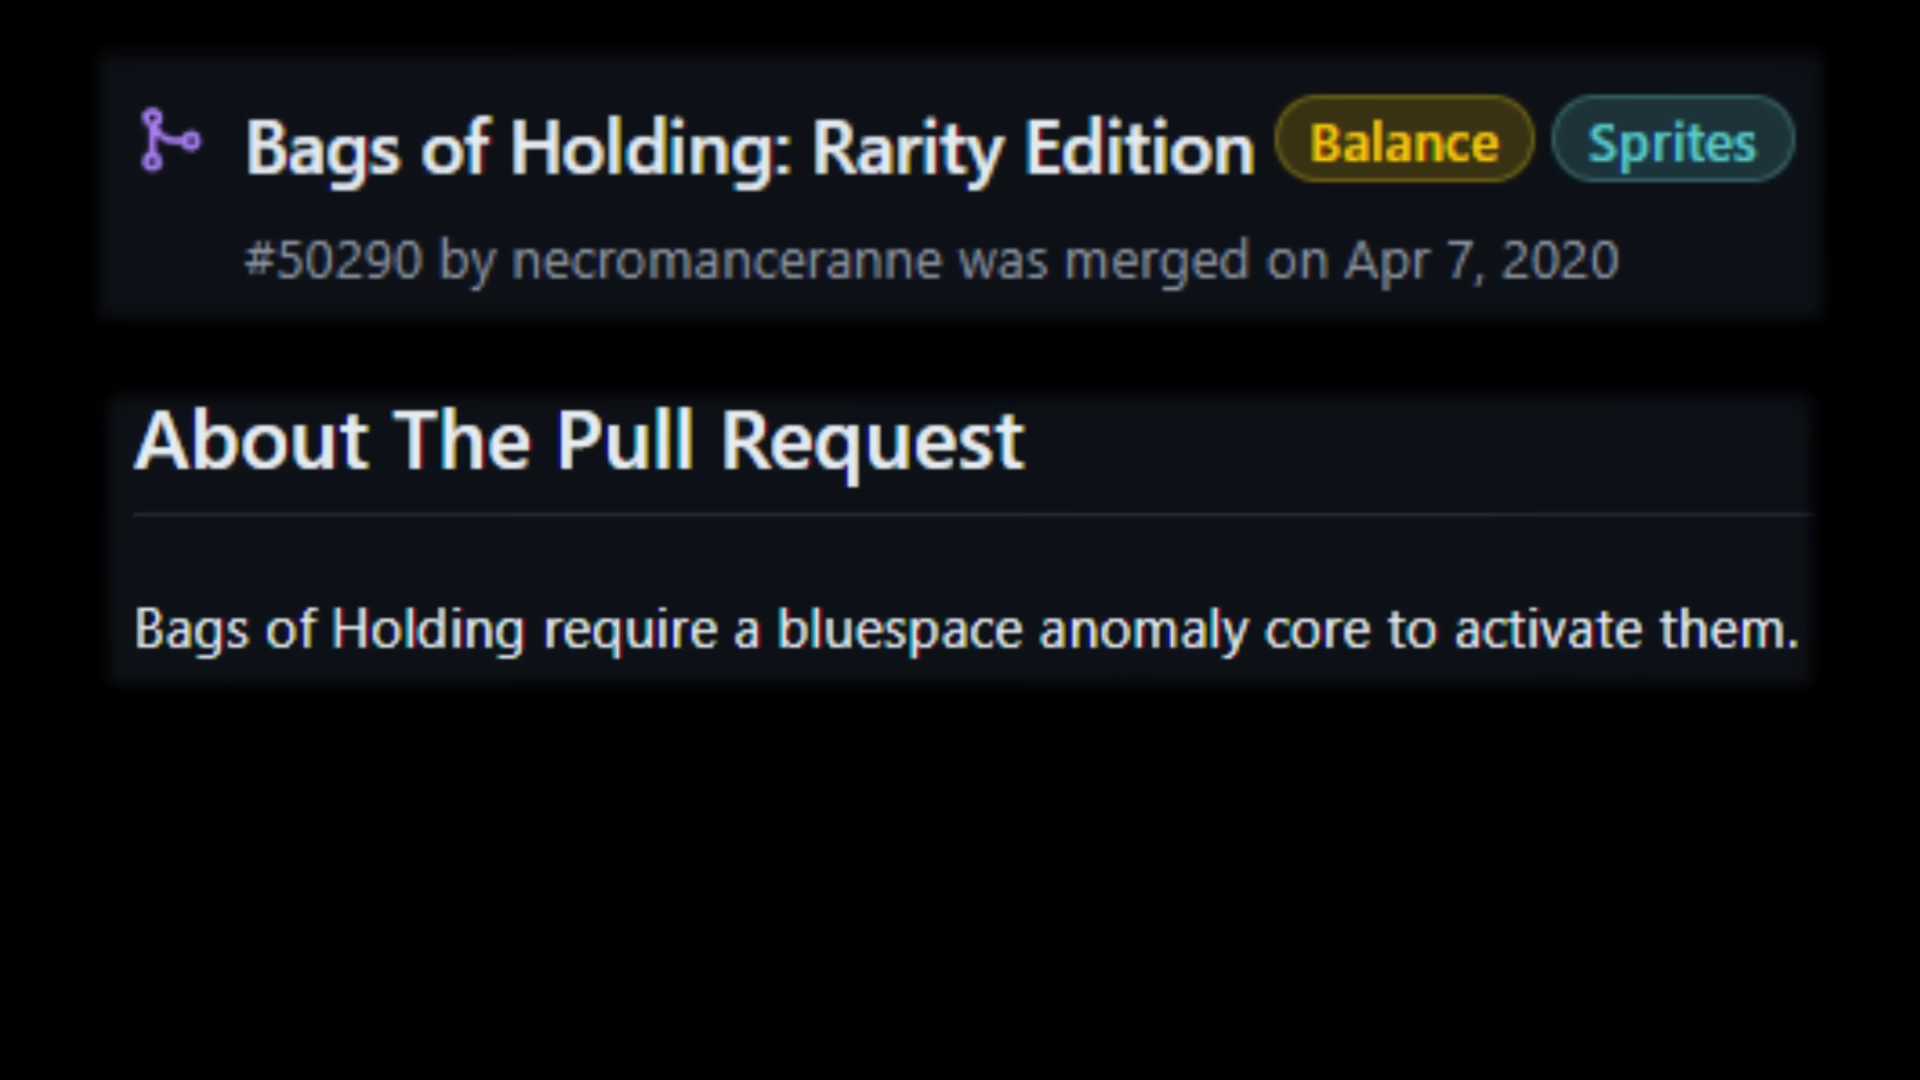 Bags of Holding: Rarity Edition Balance Sprites
#50290 by necromanceranne was merged on Apr 7, 2020
About The Pull Request
Bags of Holding require a bluespace anomaly core to activate them.